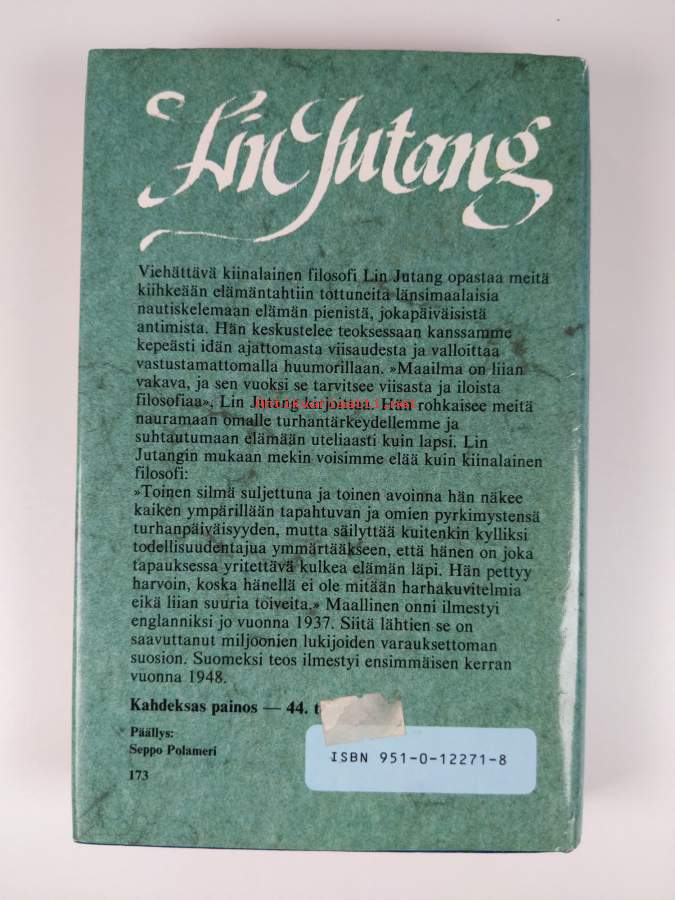 Lin Jutang
Viehättävä kiinalainen filosofi Lin Jutang opastaa meitä
kiihkeään elämäntahtiin tottuneita länsimaalaisia
nautiskelemaan elämän pienistä, jokapäiväisistä
antimista. Hän keskustelee teoksessaan kanssamme
kepeästi idän ajattomasta viisaudesta ja valloittaa
vastustamattomalla huumorillaan. »Maailma on liian
vakava, ja sen vuoksi se tarvitsee viisasta ja iloista
filosofiaa», Lin Jutang kirjoittaa. Hän rohkaisee meitä
nauramaan omalle turhantärkeydellemme ja
suhtautumaan elämään uteliaasti kuin lapsi. Lin
Jutangin mukaan mekin voisimme elää kuin kiinalainen
filosofi:
»Toinen silmä suljettuna ja toinen avoinna hän näkee
kaiken ympärillään tapahtuvan ja omien pyrkimystensä
turhanpäiväisyyden, mutta säilyttää kuitenkin kylliksi
todellisuudentajua ymmärtääkseen, että hänen on joka
tapauksessa yritettävä kulkea elämän läpi. Hän pettyy
harvoin, koska hänellä ei ole mitään harhakuvitelmia
eikä liian suuria toiveita.» Maallinen onni ilmestyi
englanniksi jo vuonna 1937. Siitä lähtien se on
saavuttanut miljoonien lukijoiden varauksettoman
suosion. Suomeksi teos ilmestyi ensimmäisen kerran
vuonna 1948.
Kahdeksas painos — 44. t
Päällys:
Seppo Polameri
173
ISBN 951-0-12271-8